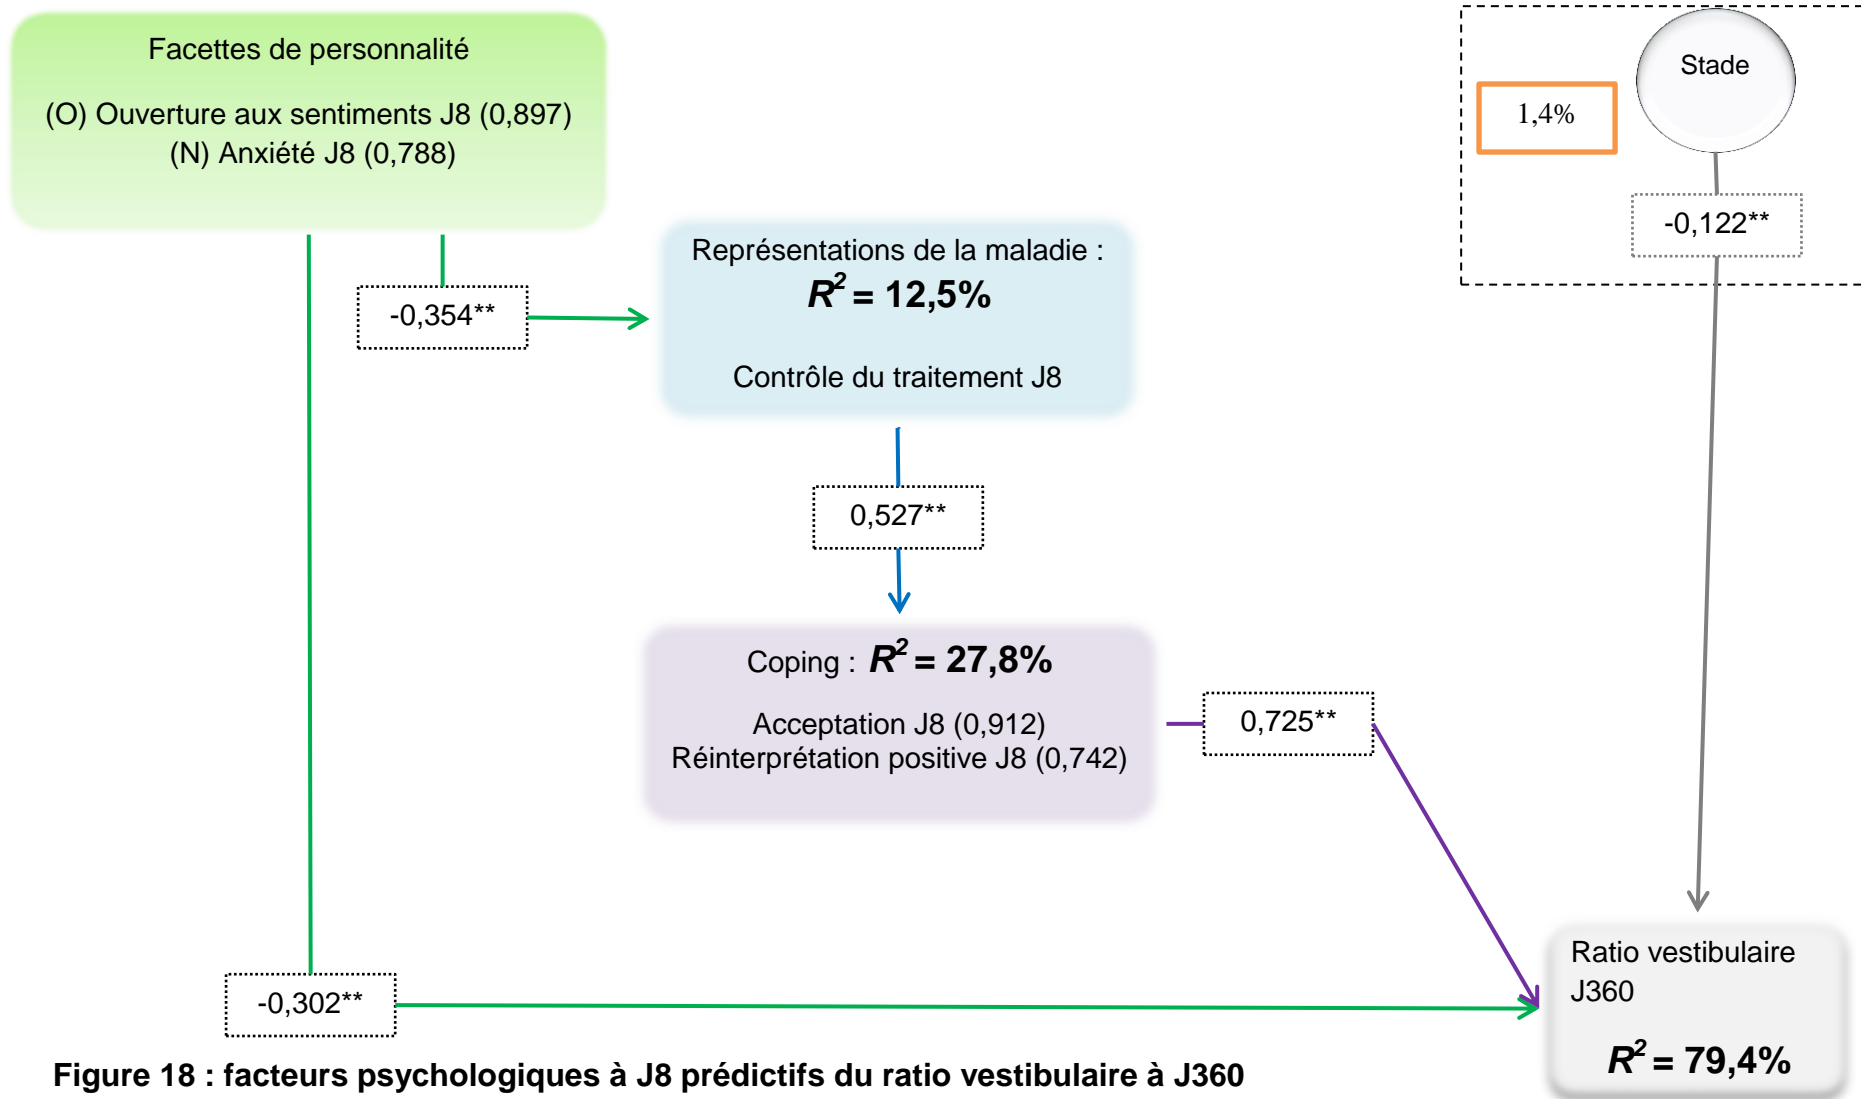 Facettes de personnalité
(O) Ouverture aux sentiments J8 (0,897)
(N) Anxiété J8 (0,788)
Stade
1,4%
-0,122**
Représentations de la maladie :
R² = 12,5%
Contrôle du traitement J8
-0,354**
0,527**
Coping : R² = 27,8%
Acceptation J8 (0,912)
Réinterprétation positive J8 (0,742)
0,725**
-0,302**
Ratio vestibulaire
J360
R² = 79,4%
Figure 18 : facteurs psychologiques à J8 prédictifs du ratio vestibulaire à J360